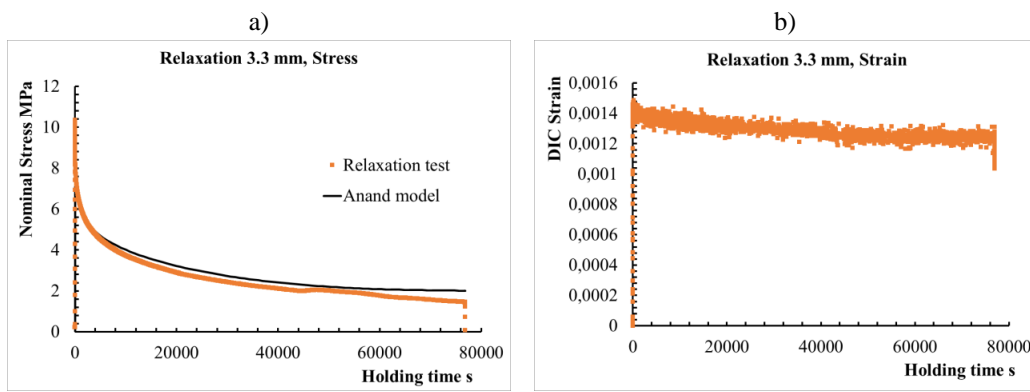 a)
b)
Relaxation 3.3 mm, Stress
12
10
8
6
4
2
0
Nominal Stress MPa
Relaxation test
Anand model
0
20000
40000
60000
80000
Holding time s
Relaxation 3.3 mm, Strain
0,0016
0,0014
0,0012
0,001
0,0008
0,0006
0,0004
0,0002
0
DIC Strain
0
20000
40000
60000
80000
Holding time s